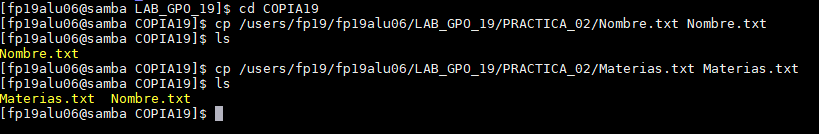 [fp19alu06@samba LAB_GPO_19]$ cd COPIA19
[fp19alu06@samba COPIA19]$ cp /users/fp19/fp19alu06/LAB_GPO_19/PRACTICA_02/Nombre.txt Nombre.txt
[fp19alu06@samba COPIA19]$ ls
Nombre.txt
[fp19alu06@samba COPIA19]$ cp /users/fp19/fp19alu06/LAB_GPO_19/PRACTICA_02/Materias.txt Materias.txt
[fp19alu06@samba COPIA19]$ ls
Materias.txt  Nombre.txt
[fp19alu06@samba COPIA19]$